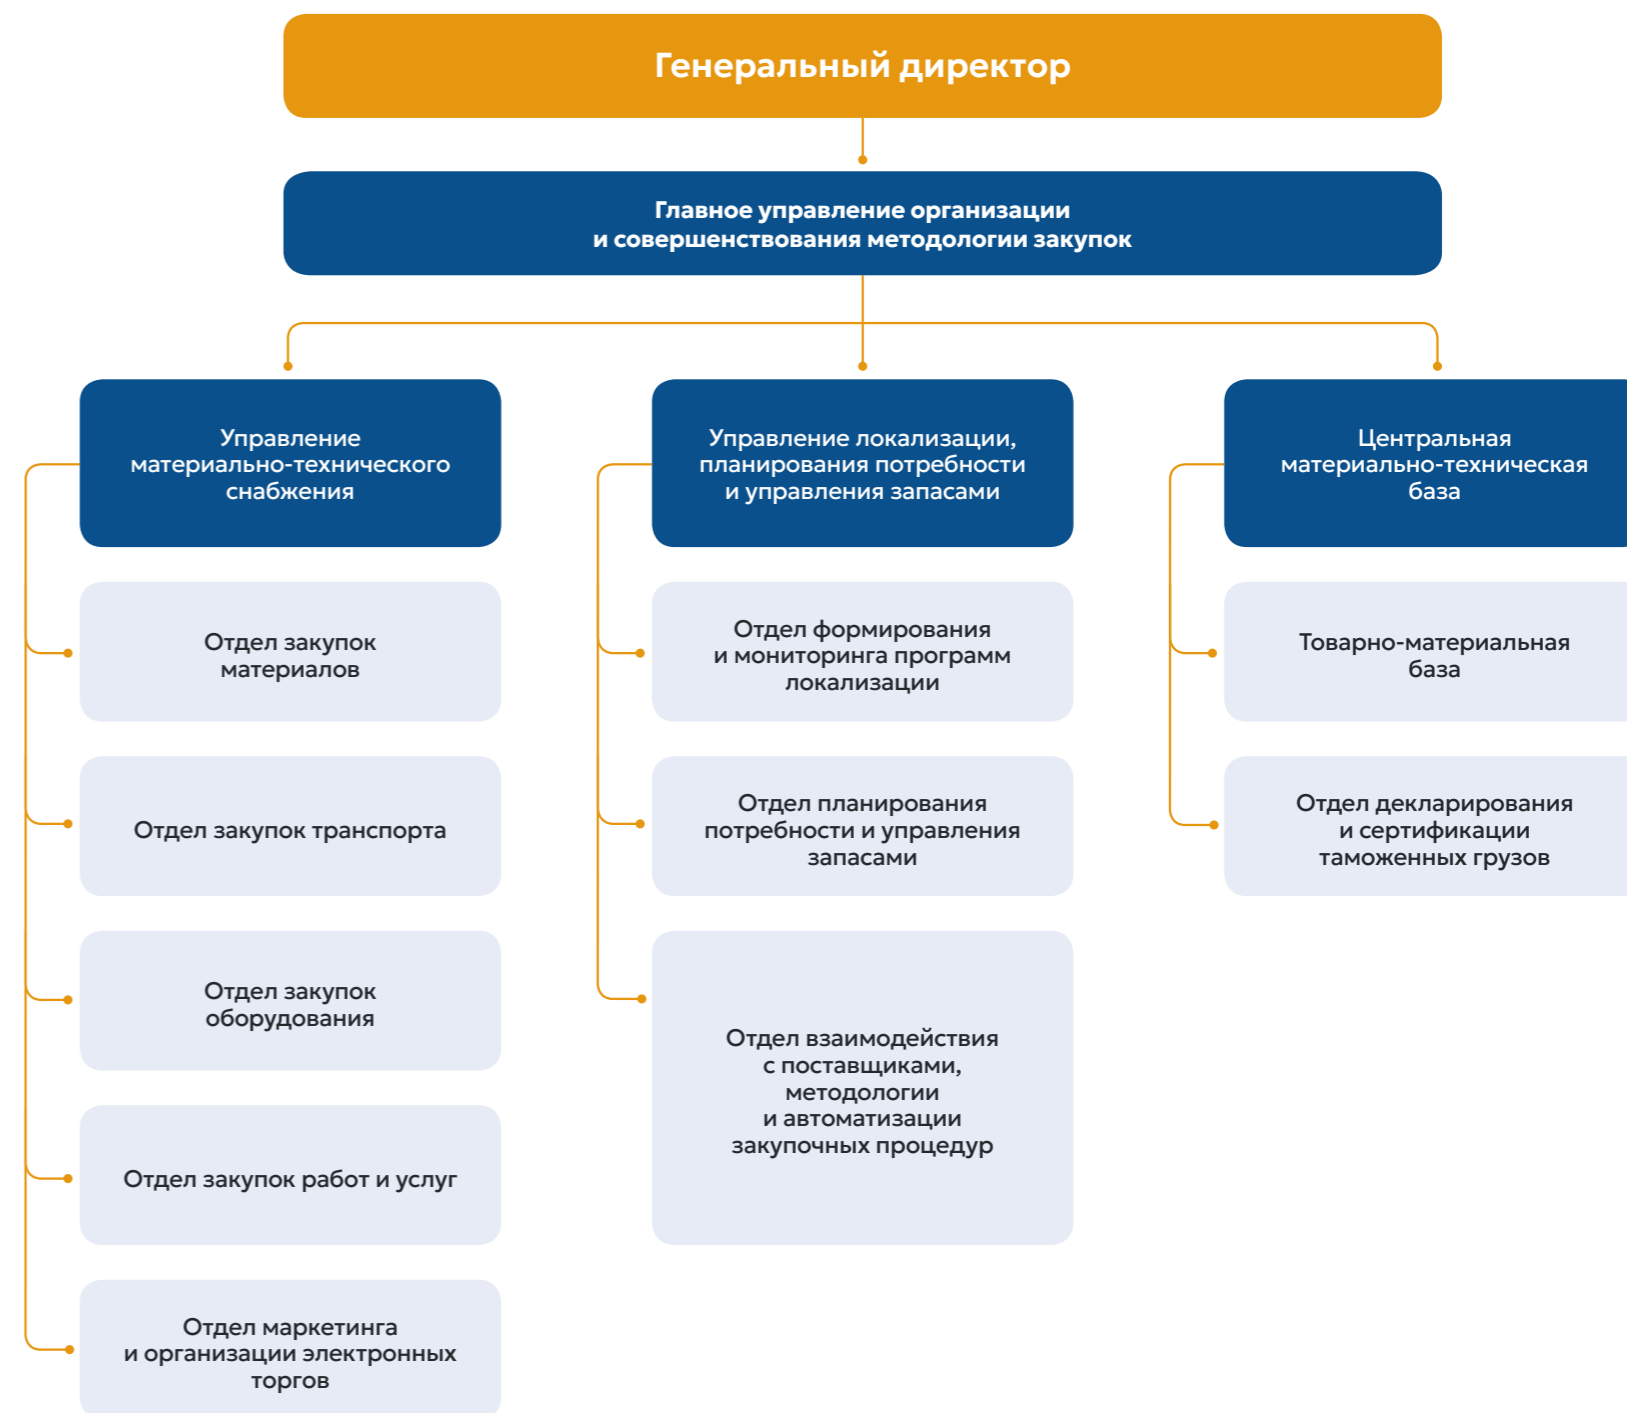 Генеральный директор
Главное управление организации
и совершенствования методологии закупок
Управление
материально-технического
снабжения
Отдел закупок
материалов
Отдел закупок транспорта
Отдел закупок
оборудования
Отдел закупок работ и услуг
Отдел маркетинга
и организации электронных
торгов
Управление локализации,
планирования потребности
и управления запасами
Отдел формирования
и мониторинга программ
локализации
Отдел планирования
потребности и управления
запасами
Отдел взаимодействия
с поставщиками,
методологии
и автоматизации
закупочных процедур
Центральная
материально-техническая
база
Товарно-материальная
база
Отдел декларирования
и сертификации
таможенных грузов